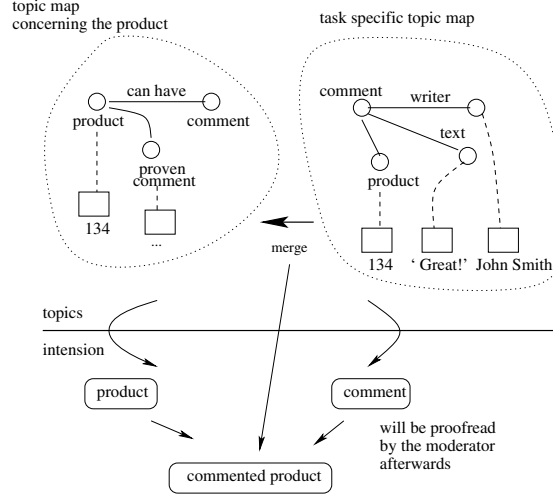 topic map
concerning the product
task specific topic map
can have
product
comment
proven
comment
134
...
comment
writer
text
product
134
‘ Great!’
John Smith
merge
topics
intension
product
comment
will be proofread
by the moderator
afterwards
commented product